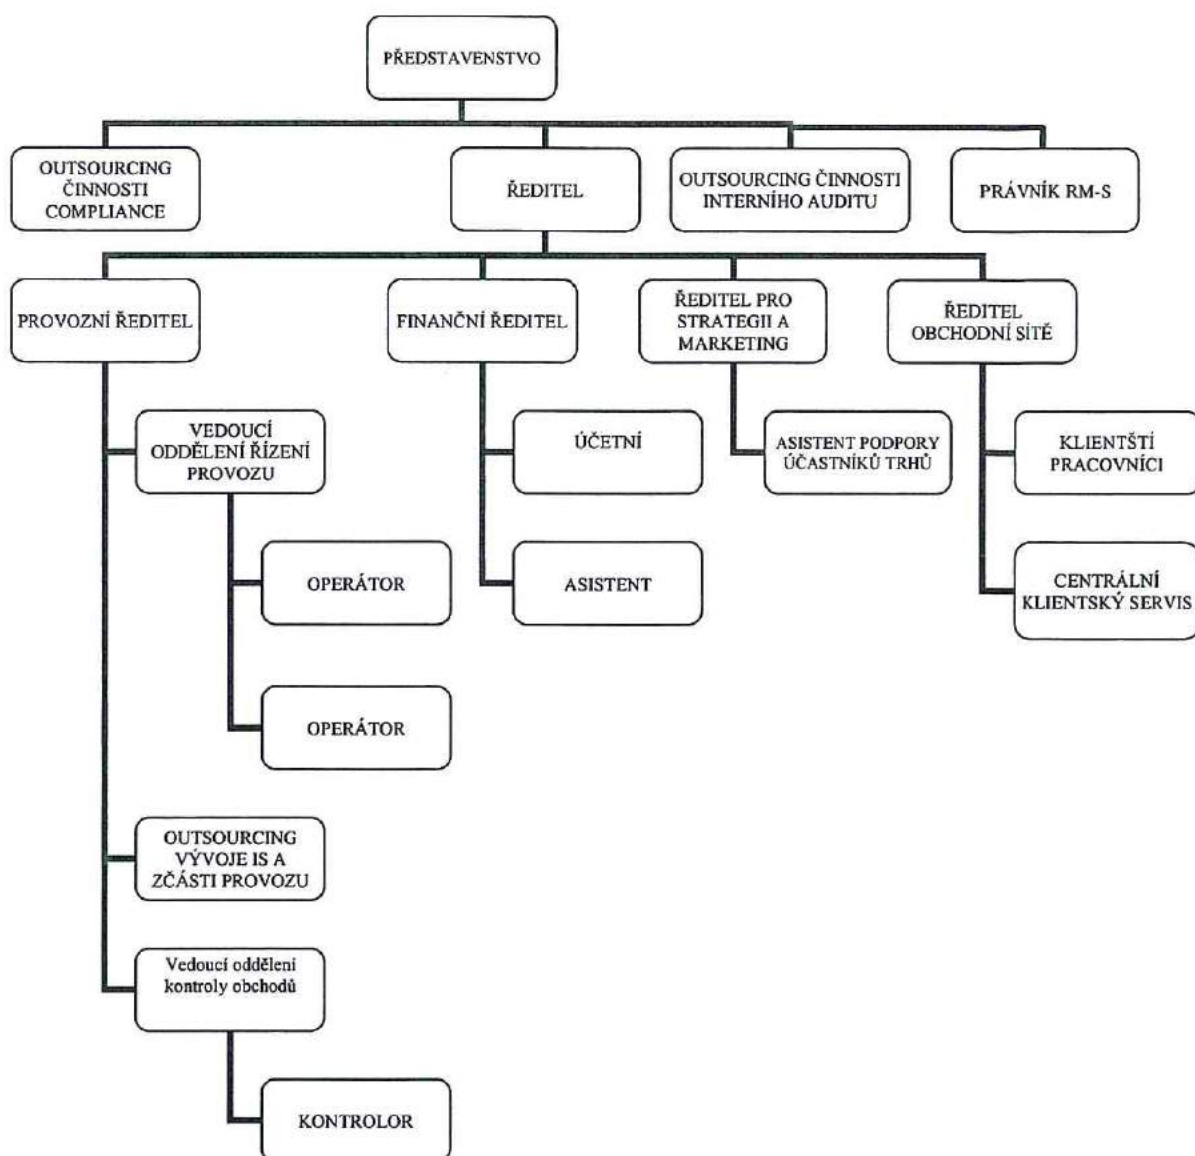 PŘEDSTAVENSTVO
OUTSOURCING
ČINNOSTI
COMPLIANCE
ŘEDITEL
OUTSOURCING ČINNOSTI
INTERNÍHO AUDITU
PRÁVNÍK RM-S
PROVOZNÍ ŘEDITEL
FINANČNÍ ŘEDITEL
ŘEDITEL PRO
STRATEGII A
MARKETING
ŘEDITEL
OBCHODNÍ SÍTĚ
VEDOUCÍ
ODDĚLENÍ ŘÍZENÍ
PROVOZU
ÚČETNÍ
ASISTENT PODPORY
ÚČASTNÍKŮ TRHŮ
KLIENTŠTÍ
PRACOVNÍCI
OPERÁTOR
ASISTENT
CENTRÁLNÍ
KLIENTSKÝ SERVIS
OPERÁTOR
OUTSOURCING
VÝVOJE IS A
ZČÁSTI PROVOZU
Vedoucí oddělení
kontroly obchodů
KONTROLOR